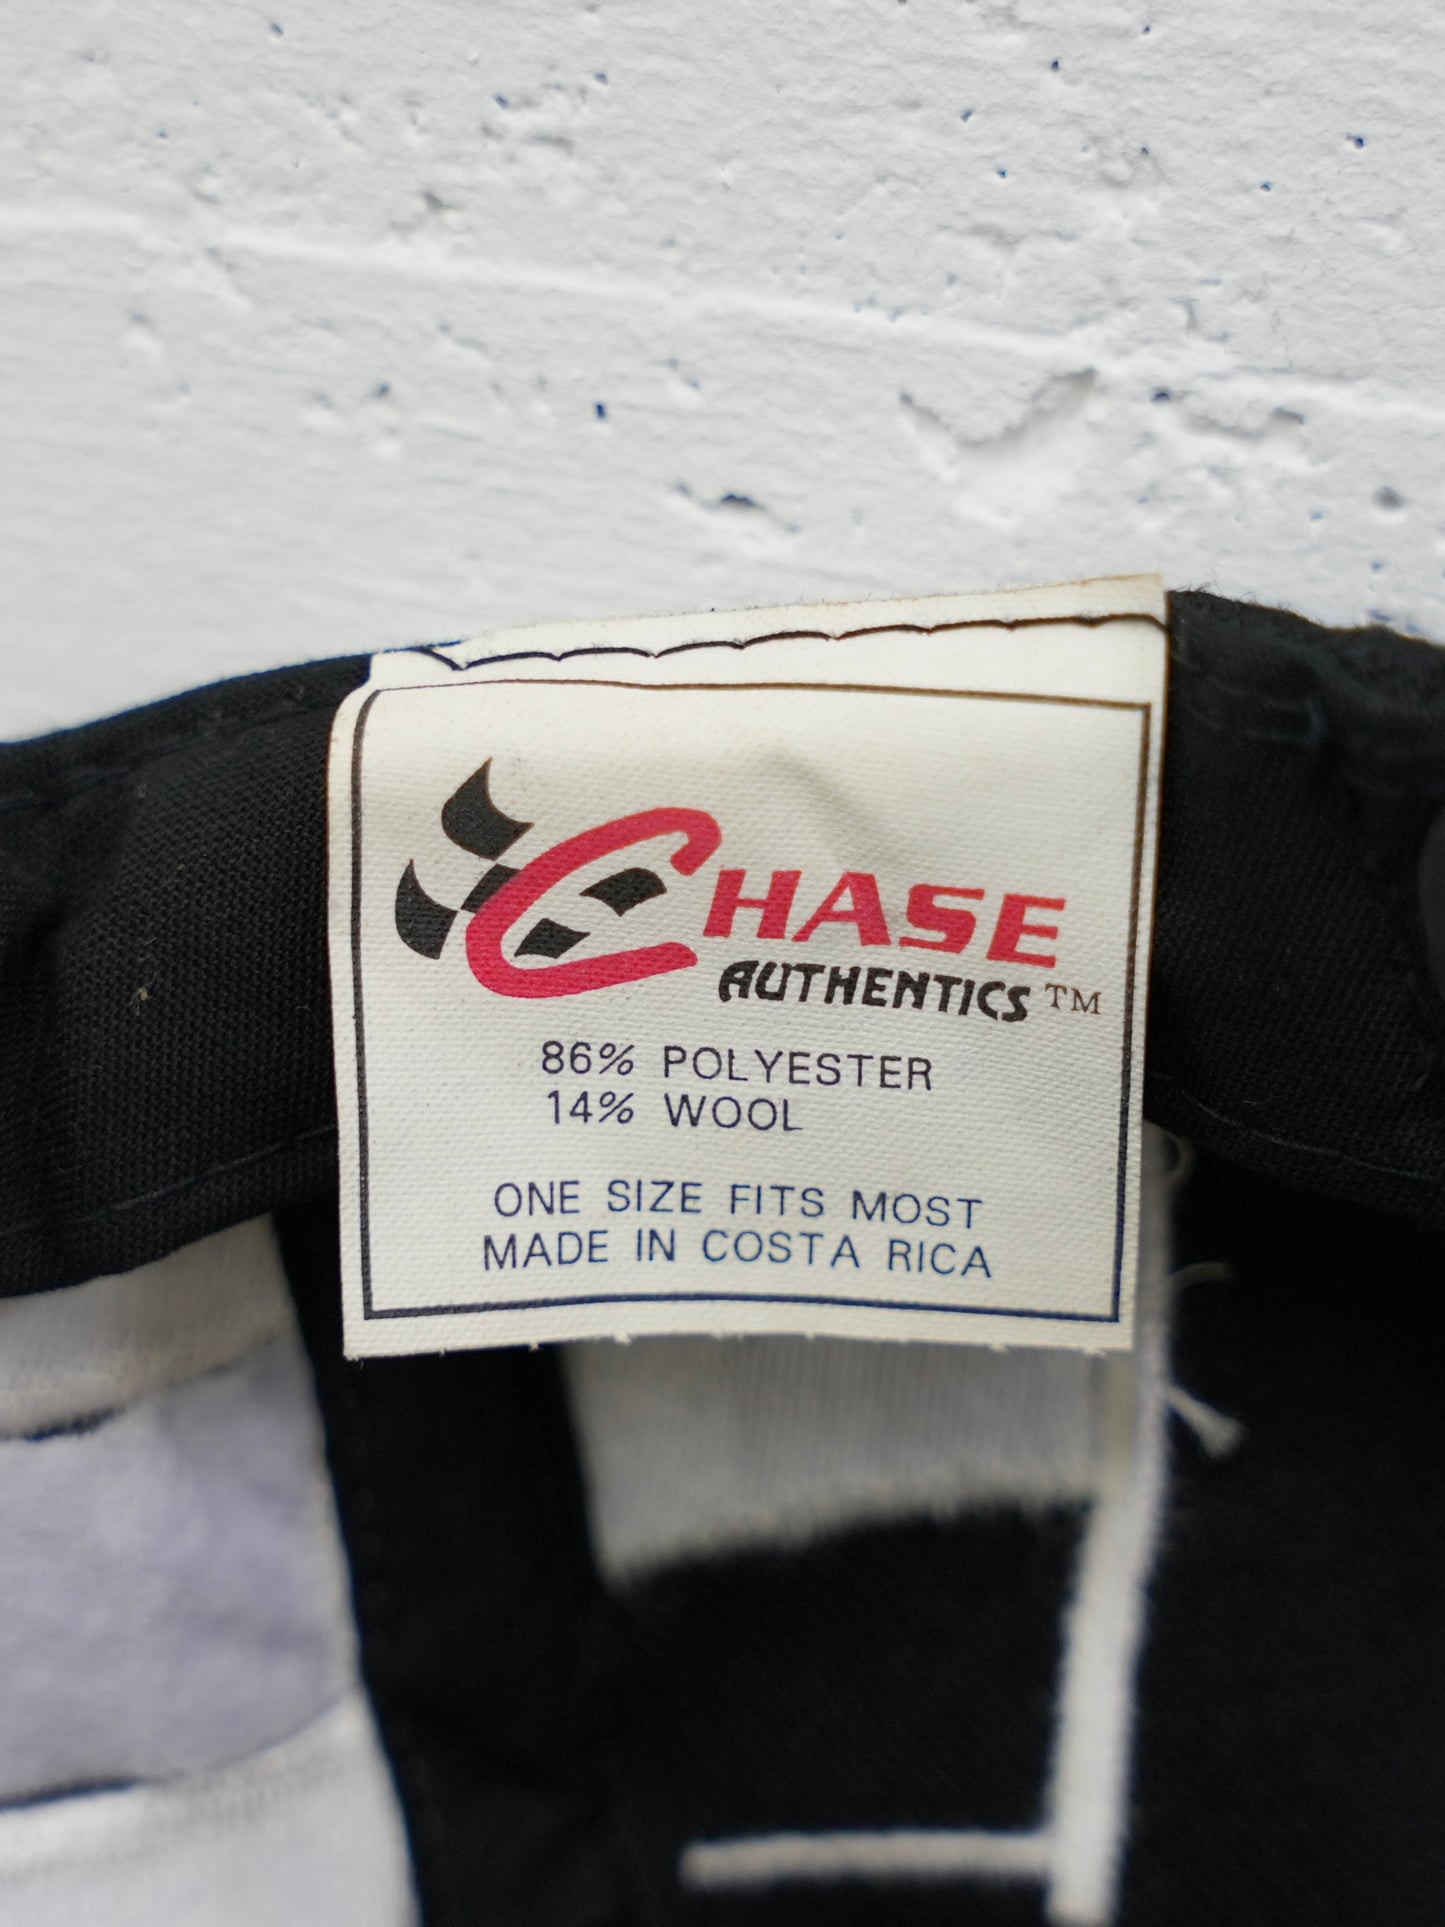 CHASE
AUTHENTICS™
86% POLYESTER
14% WOOL
ONE SIZE FITS MOST
MADE IN COSTA RICA